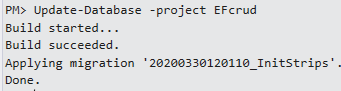 PM> Update-Database -project EFcrud
Build started...
Build succeeded.
Applying migration '20200330120110_InitStrips'.
Done.